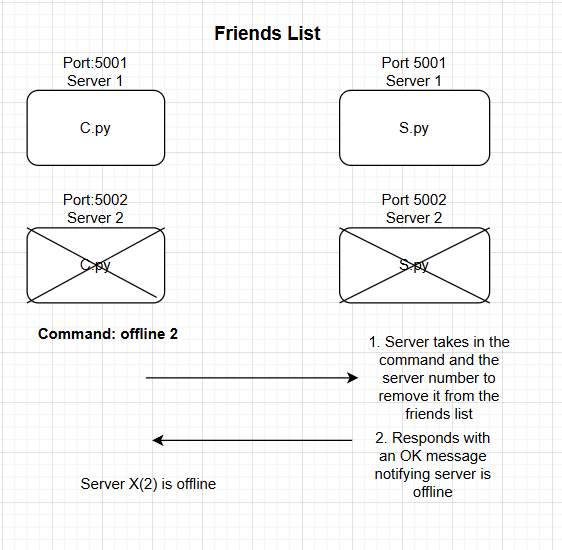 Friends List
Port:5001
Server 1
C.py
Port 5001
Server 1
S.py
Port:5002
Server 2
C.py
Port 5002
Server 2
S.py
Command: offline 2
1. Server takes in the
command and the
server number to
remove it from the
friends list
2. Responds with
an OK message
notifying server is
offline
Server X(2) is offline